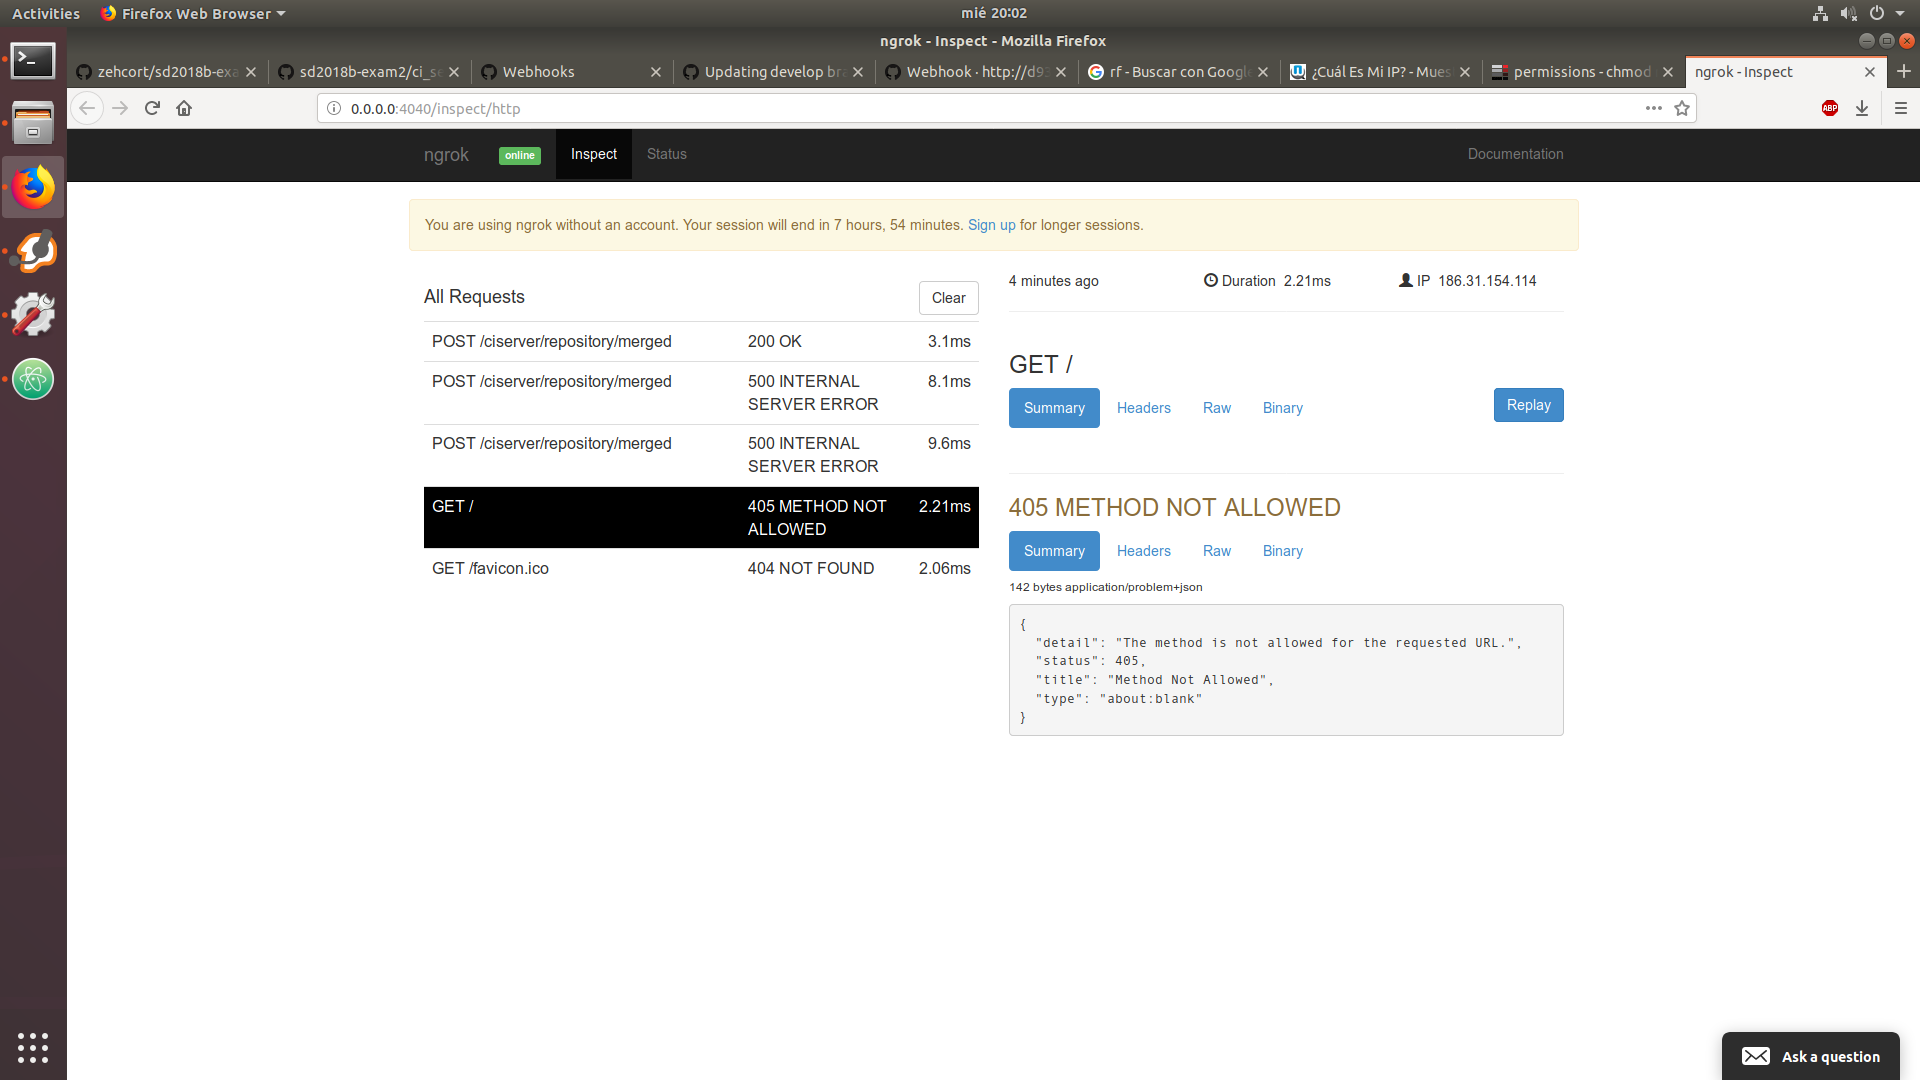 Activities Firefox Web Browser mié 20:02
ngrok - Inspect - Mozilla Firefox
zehcort/sd2018b-exa sd2018b-exam2/ci_se Webhooks Updating develop bra Webhook · http://d93 rf - Buscar con Google ¿Cuál Es Mi IP? - Mues permissions - chmod ngrok - Inspect
0.0.0.0:4040/inspect/http ABP
ngrok online Inspect Status Documentation
You are using ngrok without an account. Your session will end in 7 hours, 54 minutes. Sign up for longer sessions.
All Requests Clear
POST /ciserver/repository/merged 200 OK 3.1ms
POST /ciserver/repository/merged 500 INTERNAL SERVER ERROR 8.1ms
POST /ciserver/repository/merged 500 INTERNAL SERVER ERROR 9.6ms
GET / 405 METHOD NOT ALLOWED 2.21ms
GET /favicon.ico 404 NOT FOUND 2.06ms
4 minutes ago Duration 2.21ms IP 186.31.154.114
GET /
Summary Headers Raw Binary Replay
405 METHOD NOT ALLOWED
Summary Headers Raw Binary
142 bytes application/problem+json
{
"detail": "The method is not allowed for the requested URL.",
"status": 405,
"title": "Method Not Allowed",
"type": "about:blank"
}
Ask a question